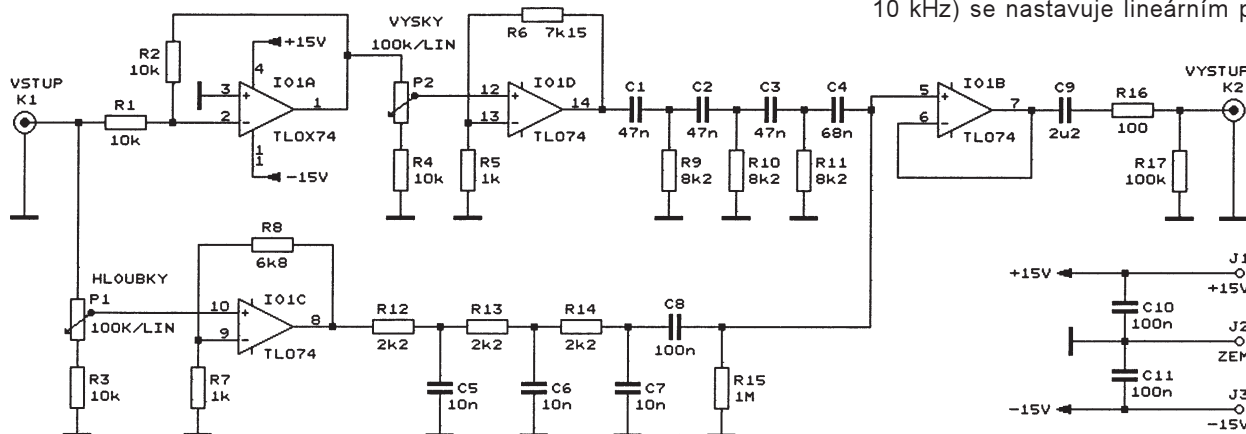 10 kHz) se nastavuje lineárním p
VYSKY
100k/LIN
R6 7k15
R2
10k
+15V
4
IO1A
3
2
1
TL0X74
1
1
-15V
VSTUP
K1
R1
10k
P2
R4
10k
12
13
IO1D
14
TL074
R5
1k
C1
47n
C2
47n
C3
47n
C4
68n
R9
8k2
R10
8k2
R11
8k2
5
6
IO1B
7
TL074
C9
2u2
R16
100
R17
100k
VYSTUP
K2
HLOUBKY
P1
100K/LIN
R3
10k
R8
6k8
10
9
IO1C
8
TL074
R7
1k
R12
2k2
R13
2k2
R14
2k2
C8
100n
C5
10n
C6
10n
C7
10n
R15
1M
+15V
J1
+15V
C10
100n
J2
ZEM
C11
100n
-15V
J3
-15V